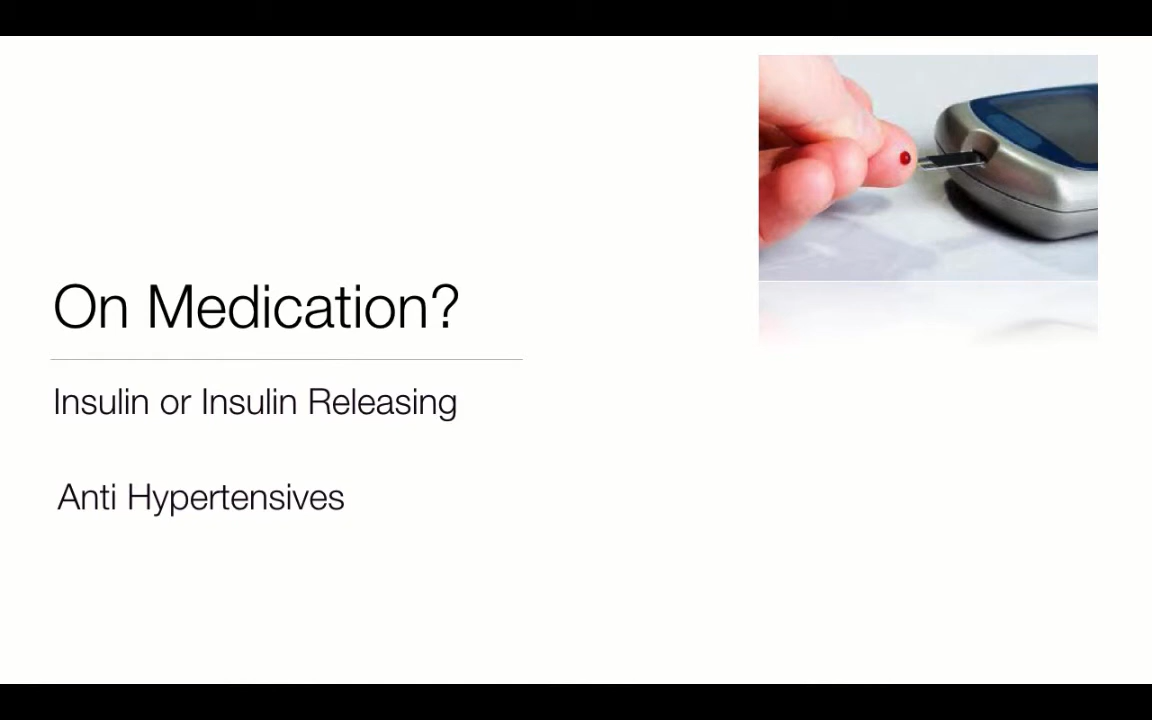 On Medication?
Insulin or Insulin Releasing
Anti Hypertensives